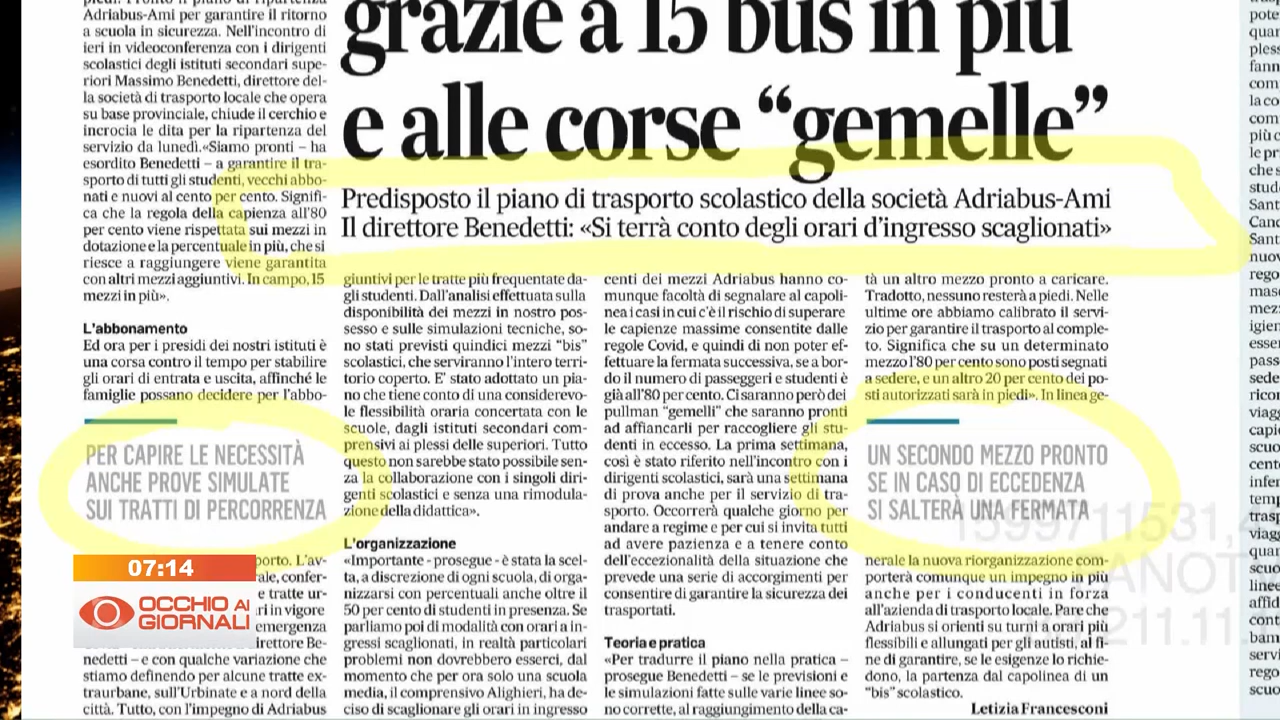 grazie a 15 bus in più
e alle corse “gemelle”
Predisposto il piano di trasporto scolastico della società Adriabus-Ami
Il direttore Benedetti: «Si terrà conto degli orari d’ingresso scaglionati»
Adriabus-Ami per garantire il ritorno
a scuola in sicurezza. Nell’incontro di
ieri in videoconferenza con i dirigenti
scolastici degli istituti secondari supe-
riori Massimo Benedetti, direttore del-
la società di trasporto locale che opera
su base provinciale, chiude il cerchio e
incrocia le dita per la ripartenza del
servizio da lunedì.«Siamo pronti – ha
esordito Benedetti – a garantire il tra-
sporto di tutti gli studenti, vecchi abbo-
nati e nuovi al cento per cento. Signifi-
ca che la regola della capienza all’80
per cento viene rispettata sui mezzi in
dotazione e la percentuale in più, che si
riesce a raggiungere viene garantita
con altri mezzi aggiuntivi. In campo, 15
mezzi in più».
L’abbonamento
Ed ora per i presidi dei nostri istituti è
una corsa contro il tempo per stabilire
gli orari di entrata e uscita, affinché le
famiglie possano decidere per l’abbo-
PER CAPIRE LE NECESSITÀ
ANCHE PROVE SIMULATE
SUI TRATTI DI PERCORRENZA
porto. L’av-
rale, confer-
e tratte ur-
ri in vigore
emergenza
direttore Be-
nedetti – e con qualche variazione che
stiamo definendo per alcune tratte ex-
traurbane, sull’Urbinate e a nord della
città. Tutto, con l’impegno di Adriabus
giuntivi per le tratte più frequentate da-
gli studenti. Dall’analisi effettuata sulla
disponibilità dei mezzi in nostro pos-
sesso e sulle simulazioni tecniche, so-
no stati previsti quindici mezzi “bis”
scolastici, che serviranno l’intero terri-
torio coperto. E’ stato adottato un pia-
no che tiene conto di una considerevo-
le flessibilità oraria concertata con le
scuole, dagli istituti secondari com-
prensivi ai plessi delle superiori. Tutto
questo non sarebbe stato possibile sen-
za la collaborazione con i singoli diri-
genti scolastici e senza una rimodula-
zione della didattica».
L’organizzazione
«Importante - prosegue - è stata la scel-
ta, a discrezione di ogni scuola, di orga-
nizzarsi con percentuali anche oltre il
50 per cento di studenti in presenza. Se
parliamo poi di modalità con orari a in-
gressi scaglionati, in realtà particolari
problemi non dovrebbero esserci, dal
momento che per ora solo una scuola
media, il comprensivo Alighieri, ha de-
ciso di scaglionare gli orari in ingresso
centi dei mezzi Adriabus hanno co-
munque facoltà di segnalare al capoli-
nea i casi in cui c’è il rischio di superare
le capienze massime consentite dalle
regole Covid, e quindi di non poter ef-
fettuare la fermata successiva, se a bor-
do il numero di passeggeri e studenti è
già all’80 per cento. Ci saranno però dei
pullman “gemelli” che saranno pronti
ad affiancarli per raccogliere gli stu-
denti in eccesso. La prima settimana,
così è stato riferito nell’incontro con i
dirigenti scolastici, sarà una settimana
di prova anche per il servizio di tra-
sporto. Occorrerà qualche giorno per
andare a regime e per cui si invita tutti
ad avere pazienza e a tenere conto
dell’eccezionalità della situazione che
prevede una serie di accorgimenti per
consentire di garantire la sicurezza dei
trasportati.
Teoria e pratica
«Per tradurre il piano nella pratica –
prosegue Benedetti – se le previsioni e
le simulazioni fatte sulle varie linee so-
no corrette, al raggiungimento della ca-
tà un altro mezzo pronto a caricare.
Tradotto, nessuno resterà a piedi. Nelle
ultime ore abbiamo calibrato il servi-
zio per garantire il trasporto al comple-
to. Significa che su un determinato
mezzo l’80 per cento sono posti segnati
a sedere, e un altro 20 per cento dei po-
sti autorizzati sarà in piedi». In linea ge-
UN SECONDO MEZZO PRONTO
SE IN CASO DI ECCEDENZA
SI SALTERÀ UNA FERMATA
nerale la nuova riorganizzazione com-
porterà comunque un impegno in più
anche per i conducenti in forza
all’azienda di trasporto locale. Pare che
Adriabus si orienti su turni a orari più
flessibili e allungati per gli autisti, al fi-
ne di garantire, se le esigenze lo richie-
dono, la partenza dal capolinea di un
“bis” scolastico.
Letizia Francesconi
07:14
OCCHIO AI
GIORNALI